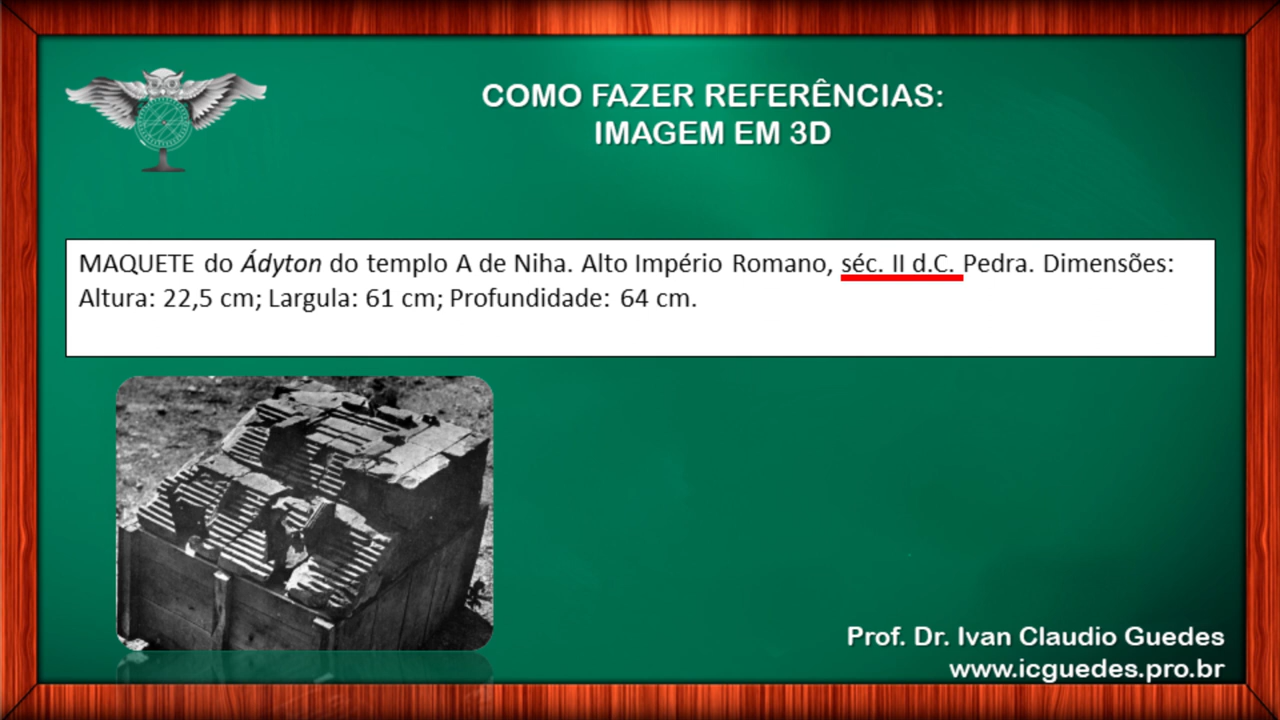 COMO FAZER REFERÊNCIAS:
IMAGEM EM 3D
MAQUETE do Ádyton do templo A de Niha. Alto Império Romano, séc. II d.C. Pedra. Dimensões:
Altura: 22,5 cm; Largula: 61 cm; Profundidade: 64 cm.
Prof. Dr. Ivan Claudio Guedes
www.icguedes.pro.br